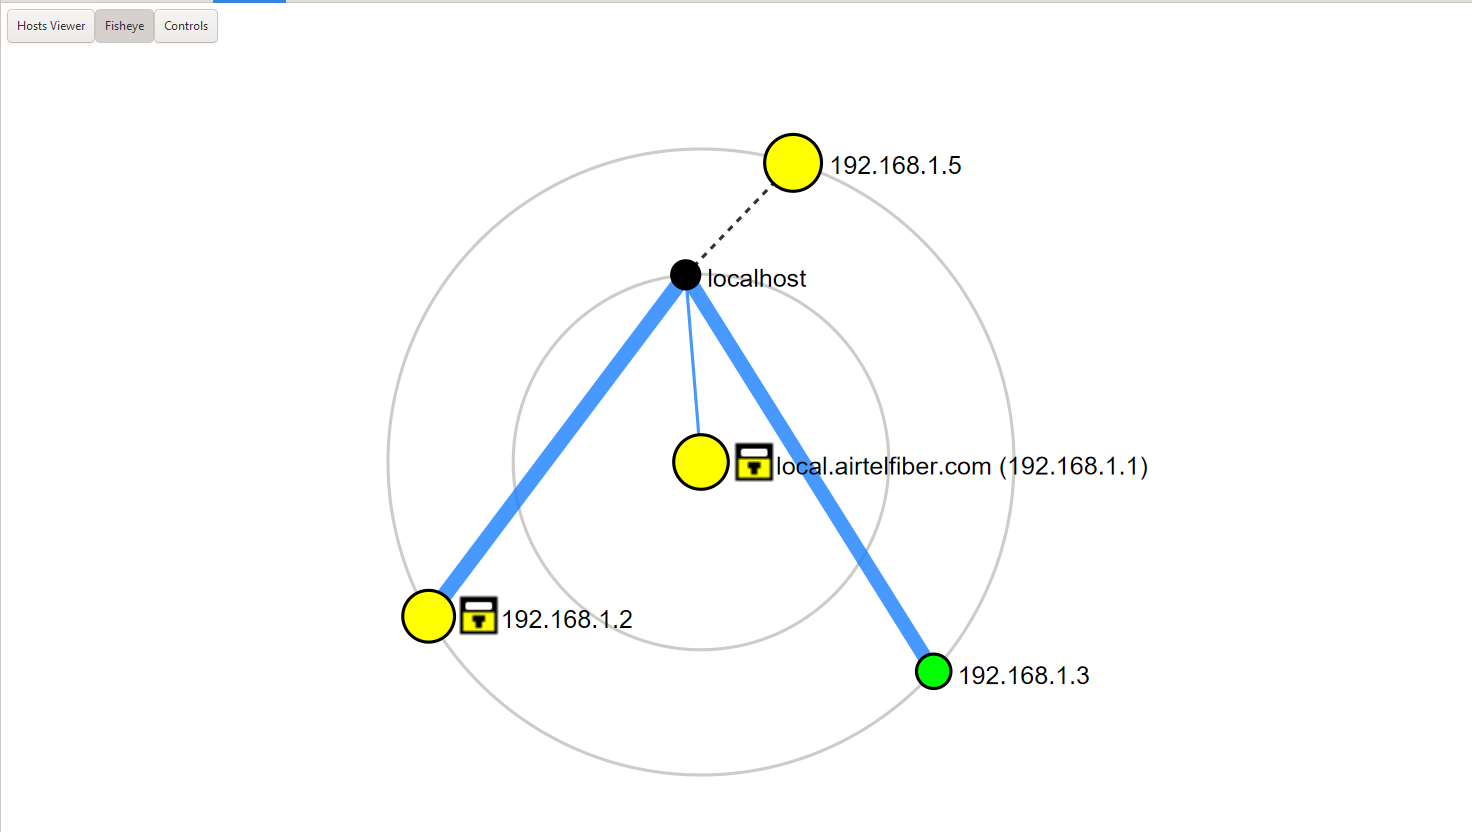 Hosts Viewer
Fisheye
Controls
192.168.1.5
localhost
local.airtelfiber.com (192.168.1.1)
192.168.1.2
192.168.1.3